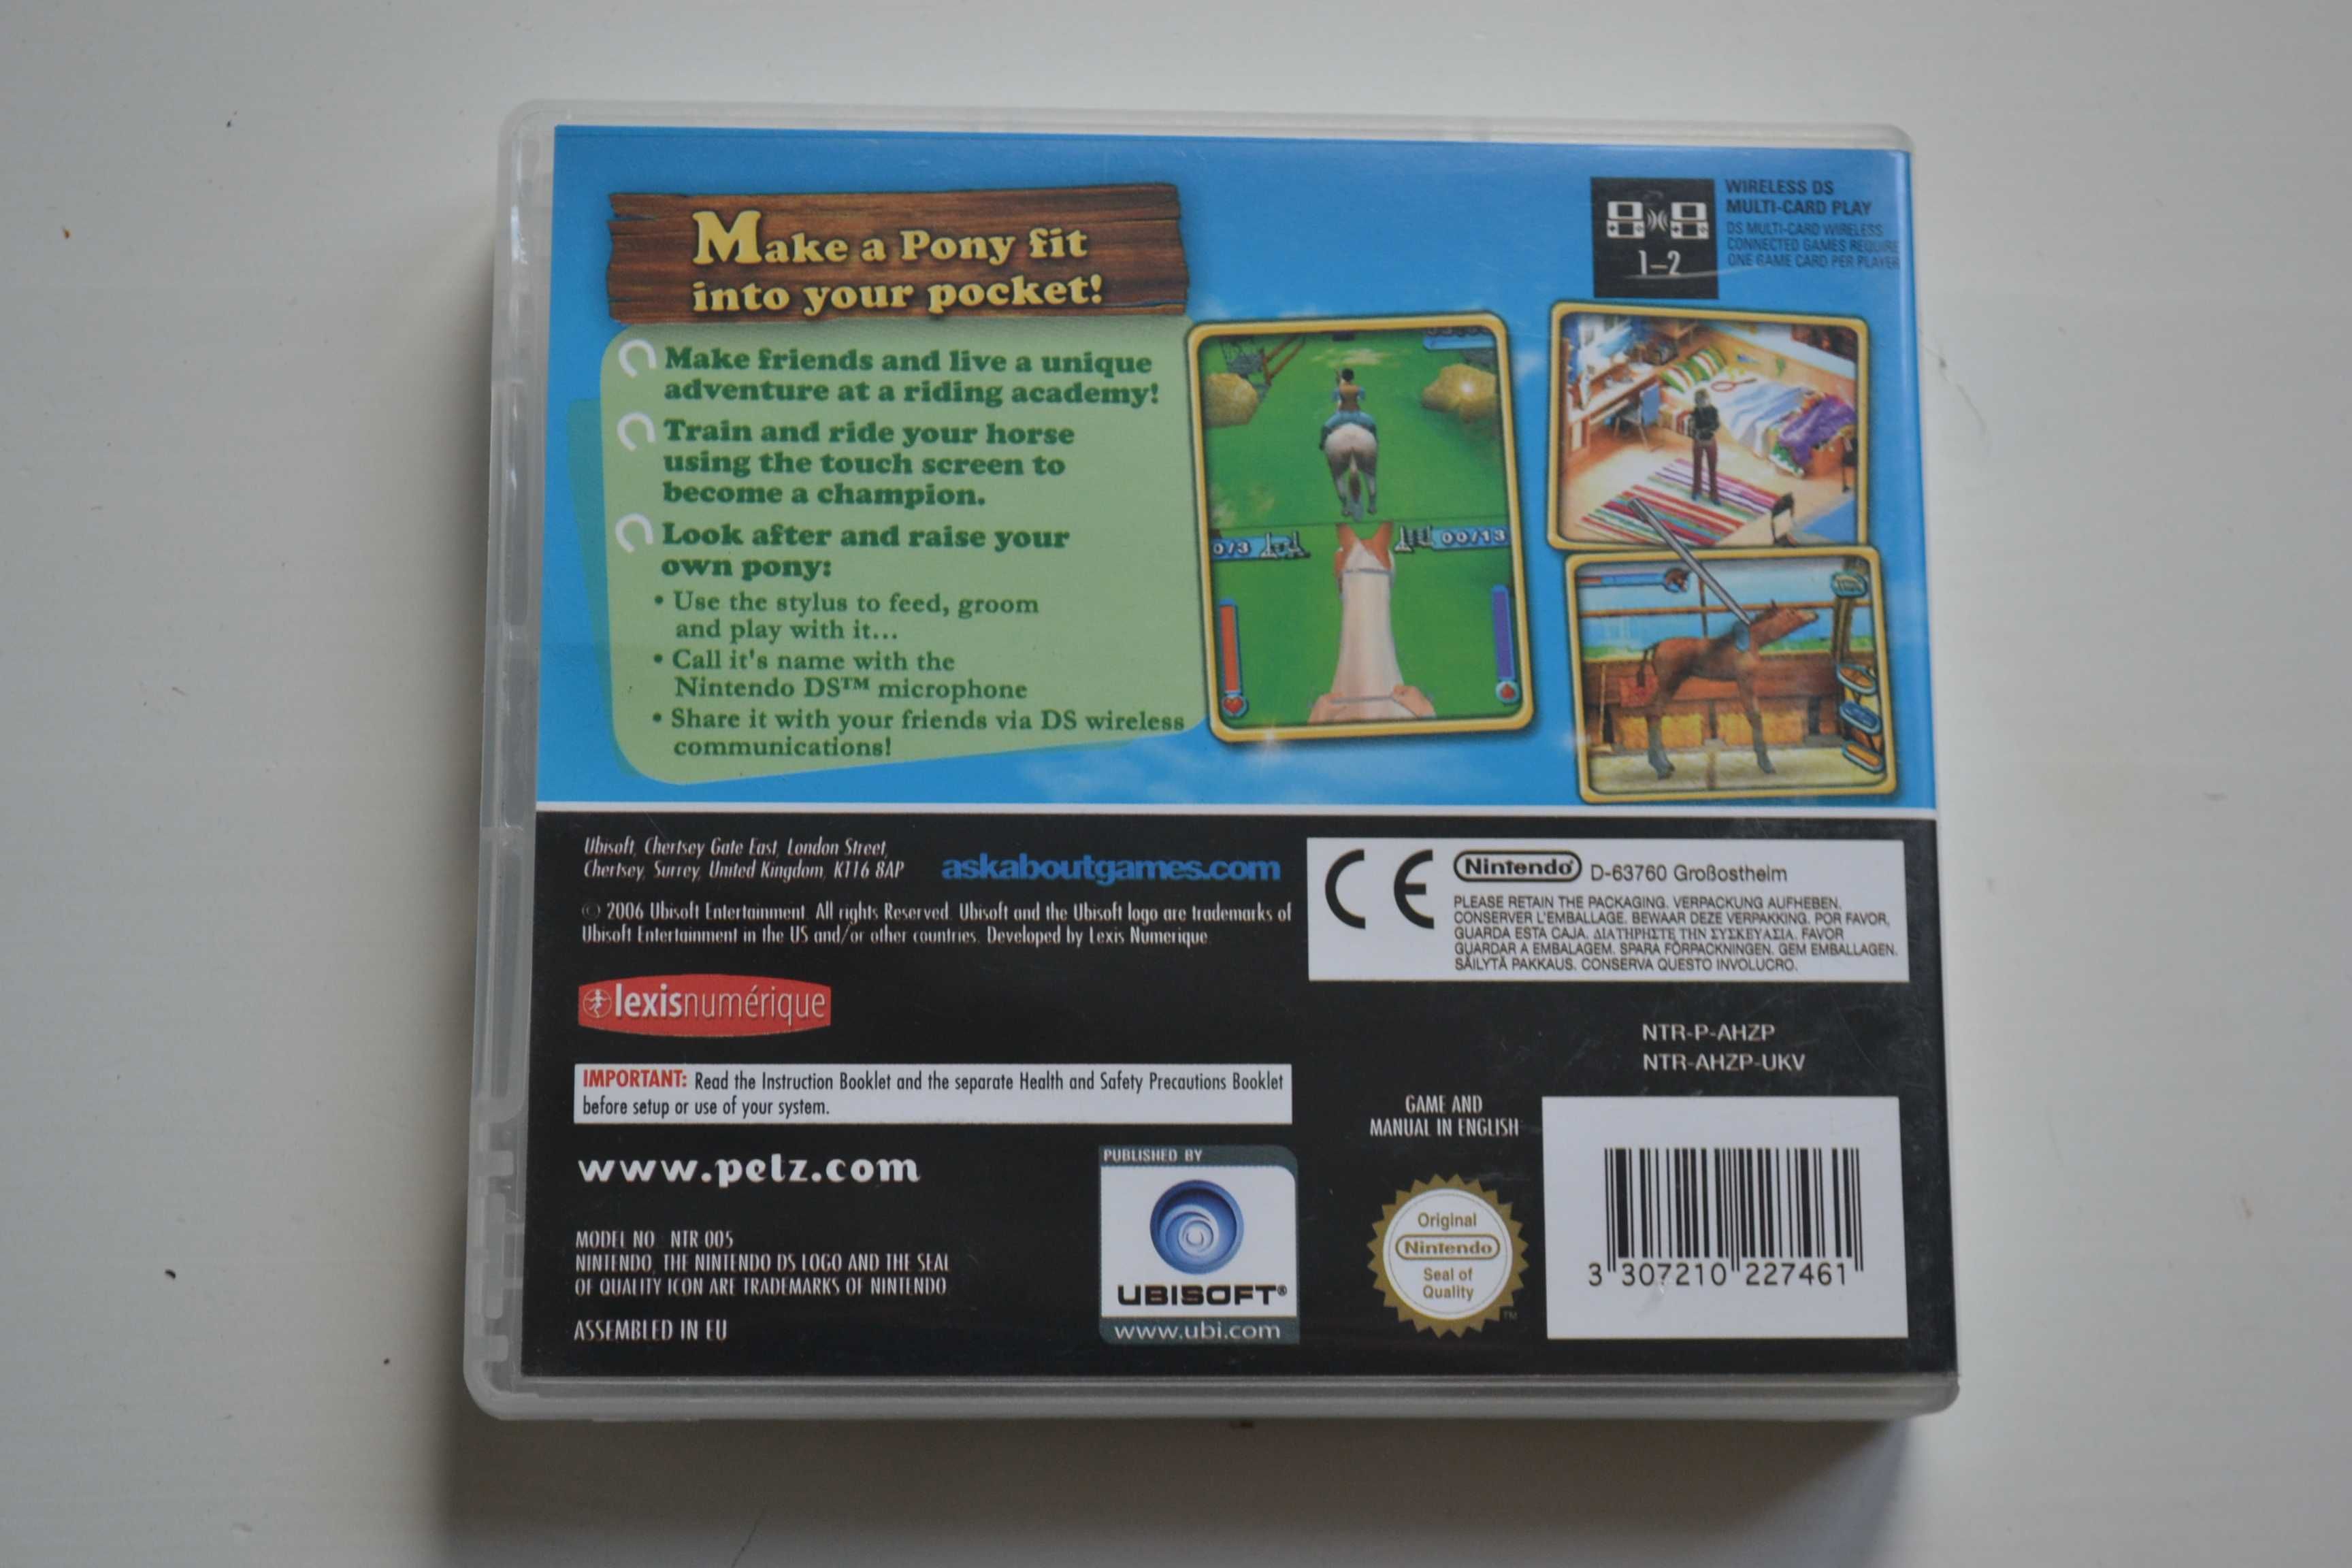 Make a Pony fit
into your pocket!
Make friends and live a unique
adventure at a riding academy!
Train and ride your horse
using the touch screen to
become a champion.
Look after and raise your
own pony:
• Use the stylus to feed, groom
and play with it...
• Call it's name with the
Nintendo DS™ microphone
• Share it with your friends via DS wireless
communications!
1-2
WIRELESS DS
MULTI-CARD PLAY
DS MULTI-CARD WIRELESS
CONNECTED GAMES REQUIRE
ONE GAME CARD PER PLAYER
0/3
00/13
Ubisoft, Chertsey Gate East, London Street,
Chertsey, Surrey, United Kingdom, KT16 8AP
askaboutgames.com
© 2006 Ubisoft Entertainment. All rights Reserved. Ubisoft and the Ubisoft logo are trademarks of
Ubisoft Entertainment in the US and/or other countries. Developed by Lexis Numerique.
lexisnumérique
IMPORTANT: Read the Instruction Booklet and the separate Health and Safety Precautions Booklet
before setup or use of your system.
www.petz.com
MODEL NO : NTR-005
NINTENDO, THE NINTENDO DS LOGO AND THE SEAL
OF QUALITY ICON ARE TRADEMARKS OF NINTENDO
ASSEMBLED IN EU
PUBLISHED BY
UBISOFT®
www.ubi.com
CE
Nintendo® D-63760 Großostheim
PLEASE RETAIN THE PACKAGING. VERPACKUNG AUFHEBEN.
CONSERVER L'EMBALLAGE. BEWAAR DEZE VERPAKKING. POR FAVOR,
GUARDA ESTA CAJA. ΔΙΑΤΗΡΗΣΤΕ ΤΗΝ ΣΥΣΚΕΥΑΣΙΑ. FAVOR
GUARDAR A EMBALAGEM. SPARA FÖRPACKNINGEN. GEM EMBALLAGEN.
SÄILYTÄ PAKKAUS. CONSERVA QUESTO INVOLUCRO.
NTR-P-AHZP
NTR-AHZP-UKV
GAME AND
MANUAL IN ENGLISH
Original
Nintendo
Seal of
Quality
TM
3 307210 227461